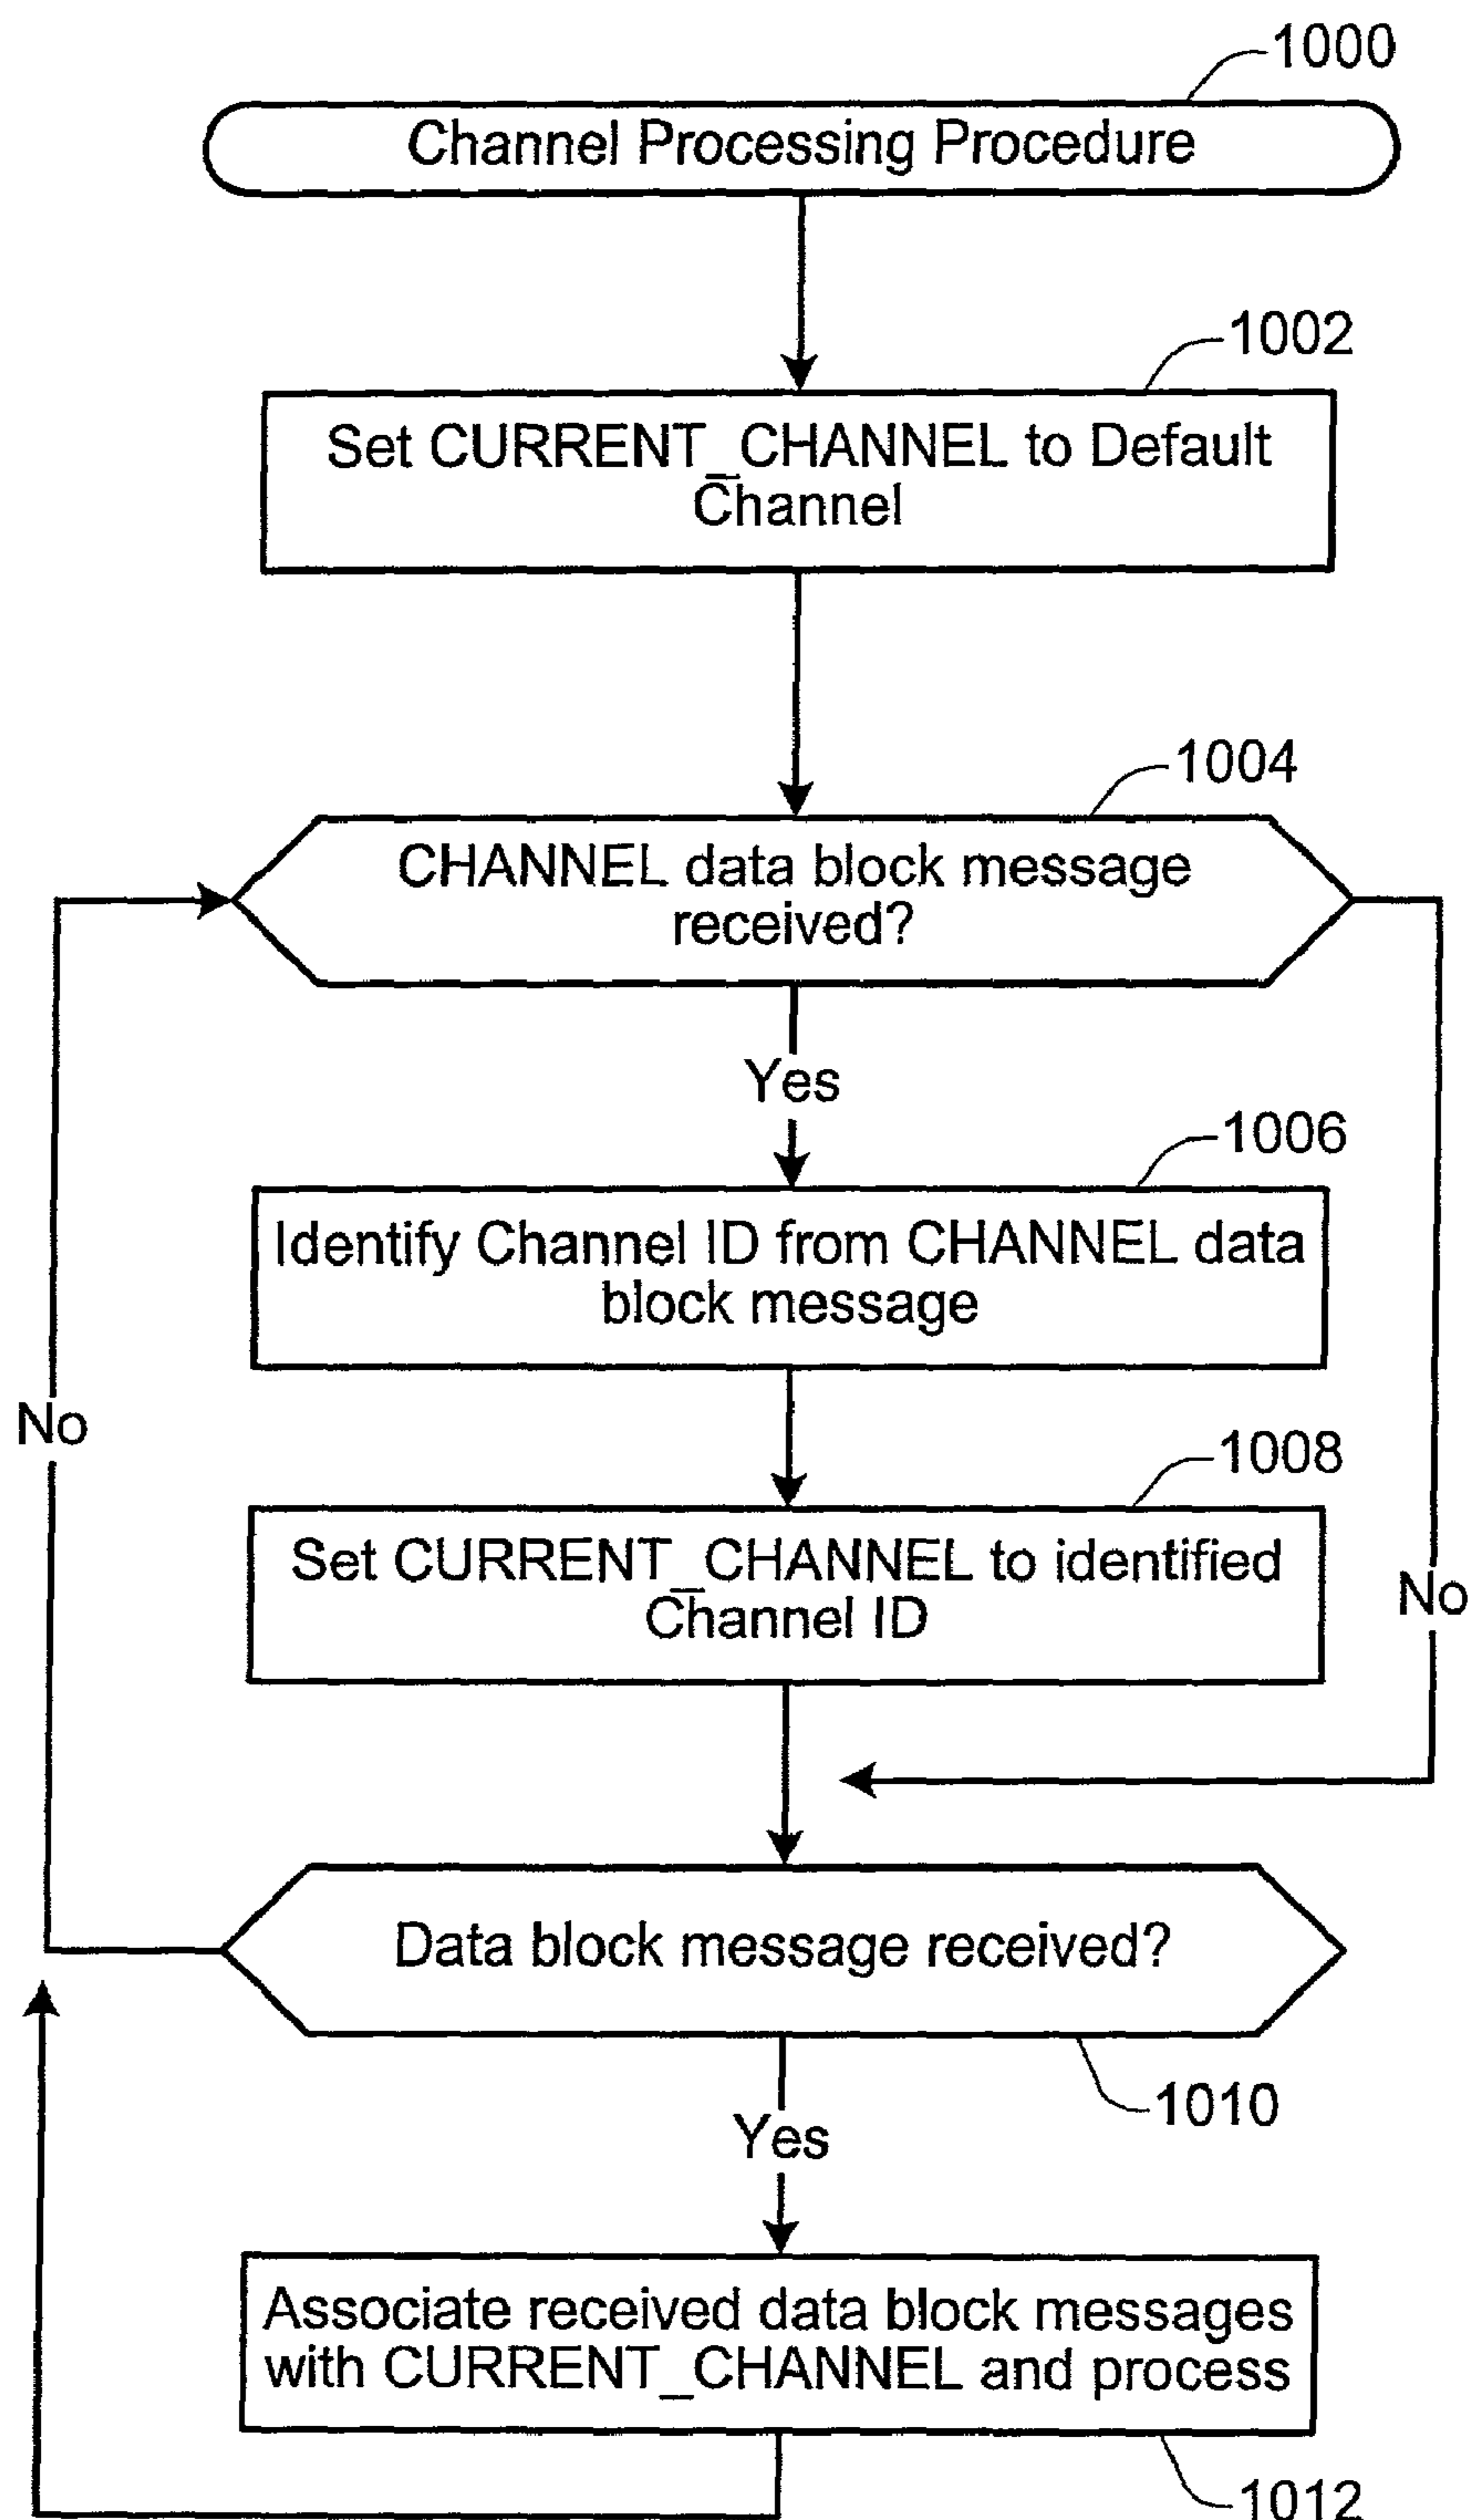 1000
Channel Processing Procedure
1002
Set CURRENT_CHANNEL to Default
Channel
1004
CHANNEL data block message
received?
Yes
1006
Identify Channel ID from CHANNEL data
block message
No
1008
Set CURRENT_CHANNEL to identified
Channel ID
No
Data block message received?
1010
Yes
Associate received data block messages
with CURRENT_CHANNEL and process
1012